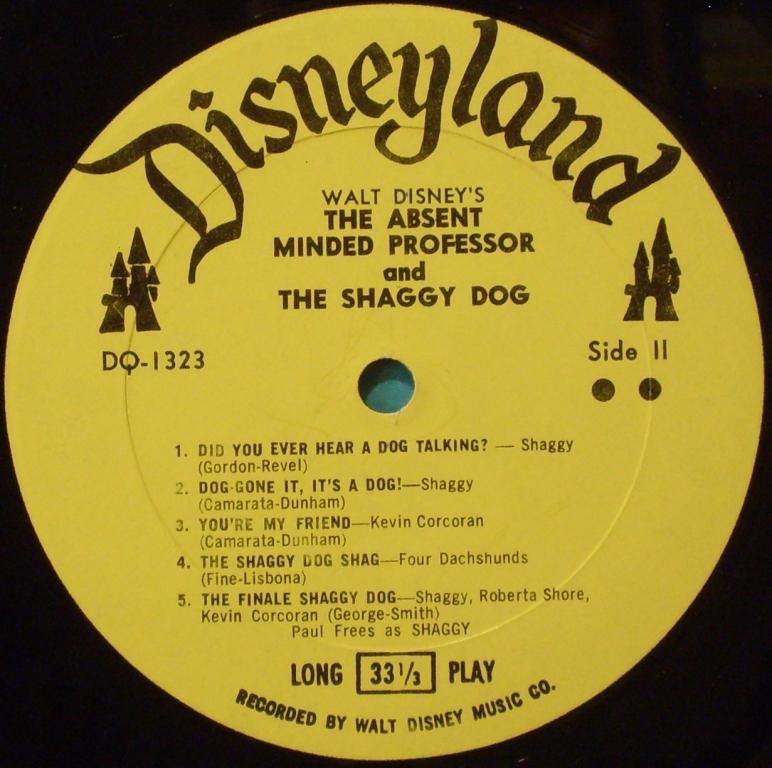 Disneyland
WALT DISNEY'S
THE ABSENT
MINDED PROFESSOR
and
THE SHAGGY DOG
DQ-1323
Side II
1. DID YOU EVER HEAR A DOG TALKING? — Shaggy
(Gordon-Revel)
2. DOG-GONE IT, IT'S A DOG!—Shaggy
(Camarata-Dunham)
3. YOU'RE MY FRIEND—Kevin Corcoran
(Camarata-Dunham)
4. THE SHAGGY DOG SHAG—Four Dachshunds
(Fine-Lisbona)
5. THE FINALE SHAGGY DOG—Shaggy, Roberta Shore,
Kevin Corcoran (George-Smith)
Paul Frees as SHAGGY
LONG 33 1/3 PLAY
RECORDED BY WALT DISNEY MUSIC CO.